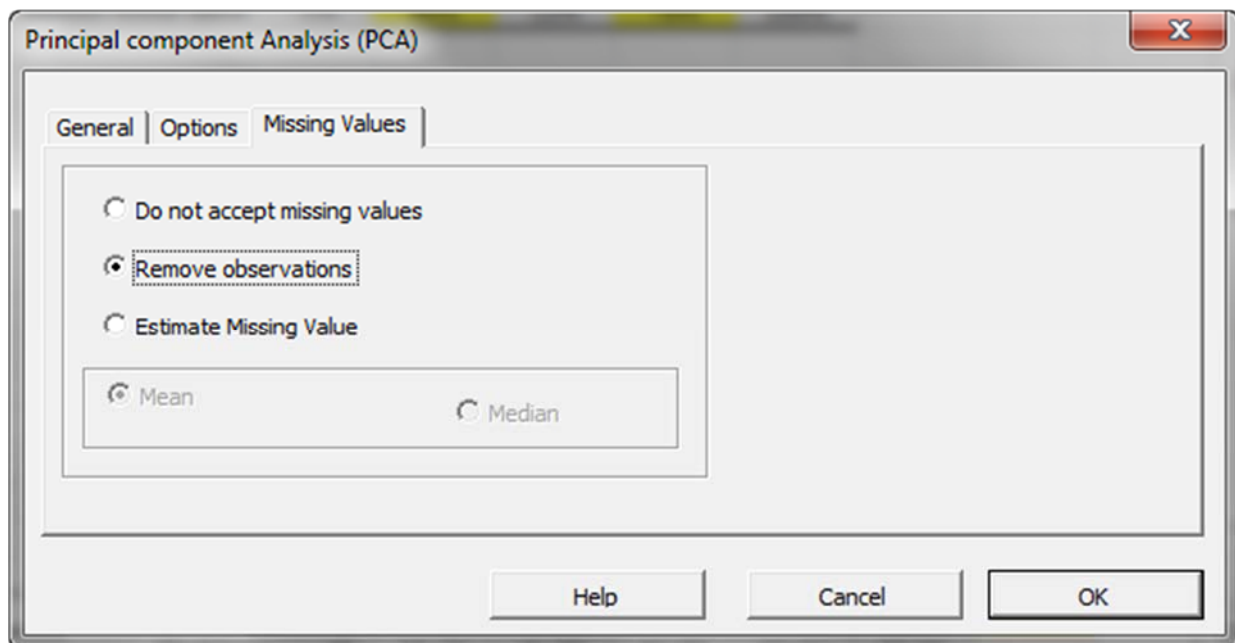 Principal component Analysis (PCA)
General Options Missing Values
Do not accept missing values
Remove observations
Estimate Missing Value
Mean Median
Help Cancel OK